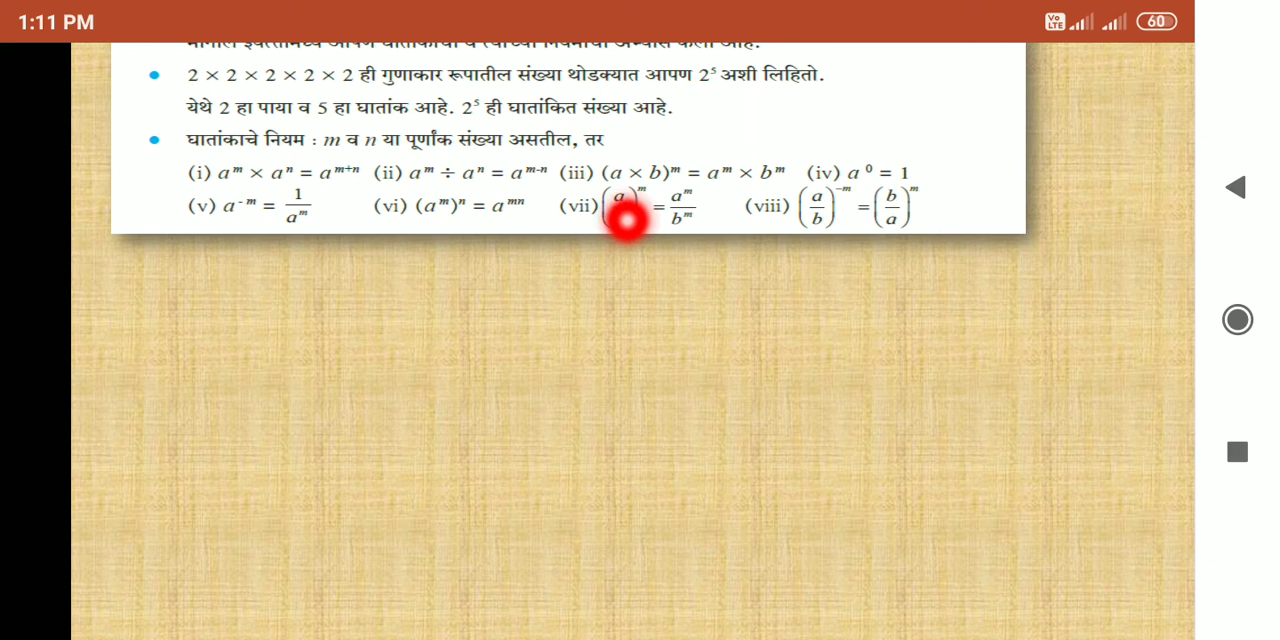 1:11 PM
Vo LTE
60
2 × 2 × 2 × 2 × 2 ही गुणाकार रूपातील संख्या थोडक्यात आपण 2⁵ अशी लिहितो.
येथे 2 हा पाया व 5 हा घातांक आहे. 2⁵ ही घातांकित संख्या आहे.
घातांकाचे नियम : m व n या पूर्णांक संख्या असतील, तर
(i) aᵐ × aⁿ = aᵐ⁺ⁿ (ii) aᵐ ÷ aⁿ = aᵐ⁻ⁿ (iii) (a × b)ᵐ = aᵐ × bᵐ (iv) a⁰ = 1
(v) a⁻ᵐ = 1/aᵐ (vi) (aᵐ)ⁿ = aᵐⁿ (vii) (a)ᵐ = aᵐ/bᵐ (viii) (a/b)⁻ᵐ = (b/a)ᵐ